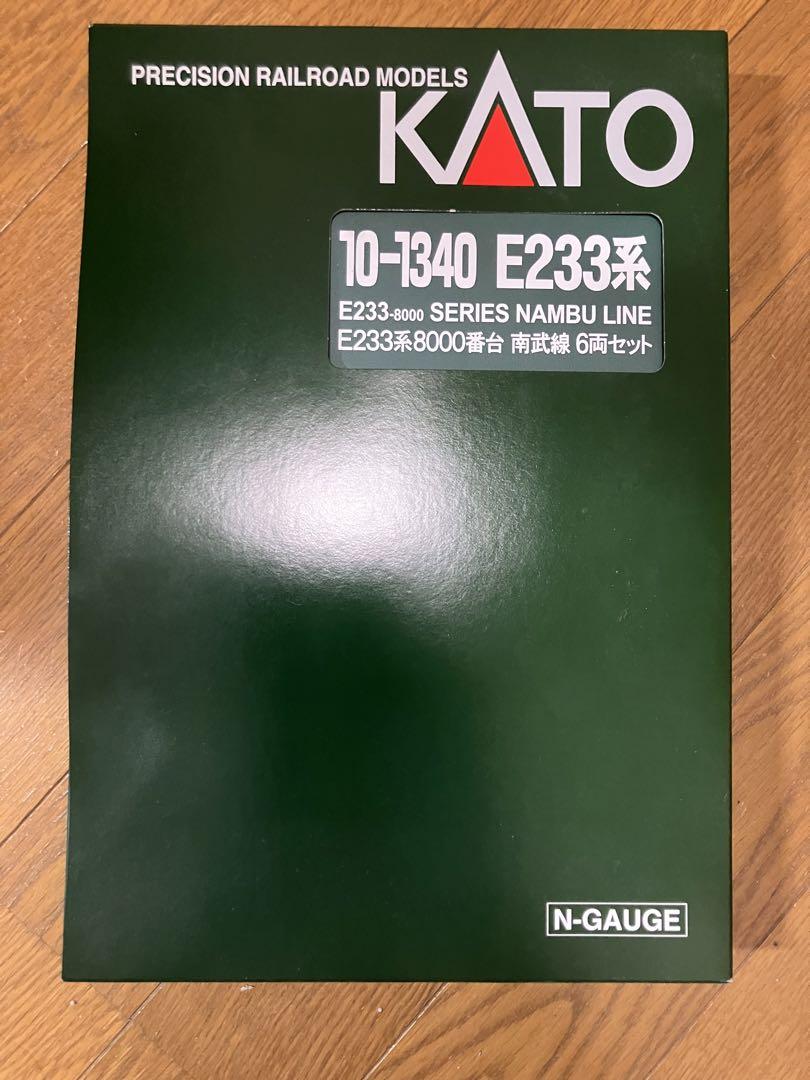 PRECISION RAILROAD MODELS
KATO
10-1340 E233系
E233-8000 SERIES NAMBU LINE
E233系8000番台 南武線 6両セット
N-GAUGE